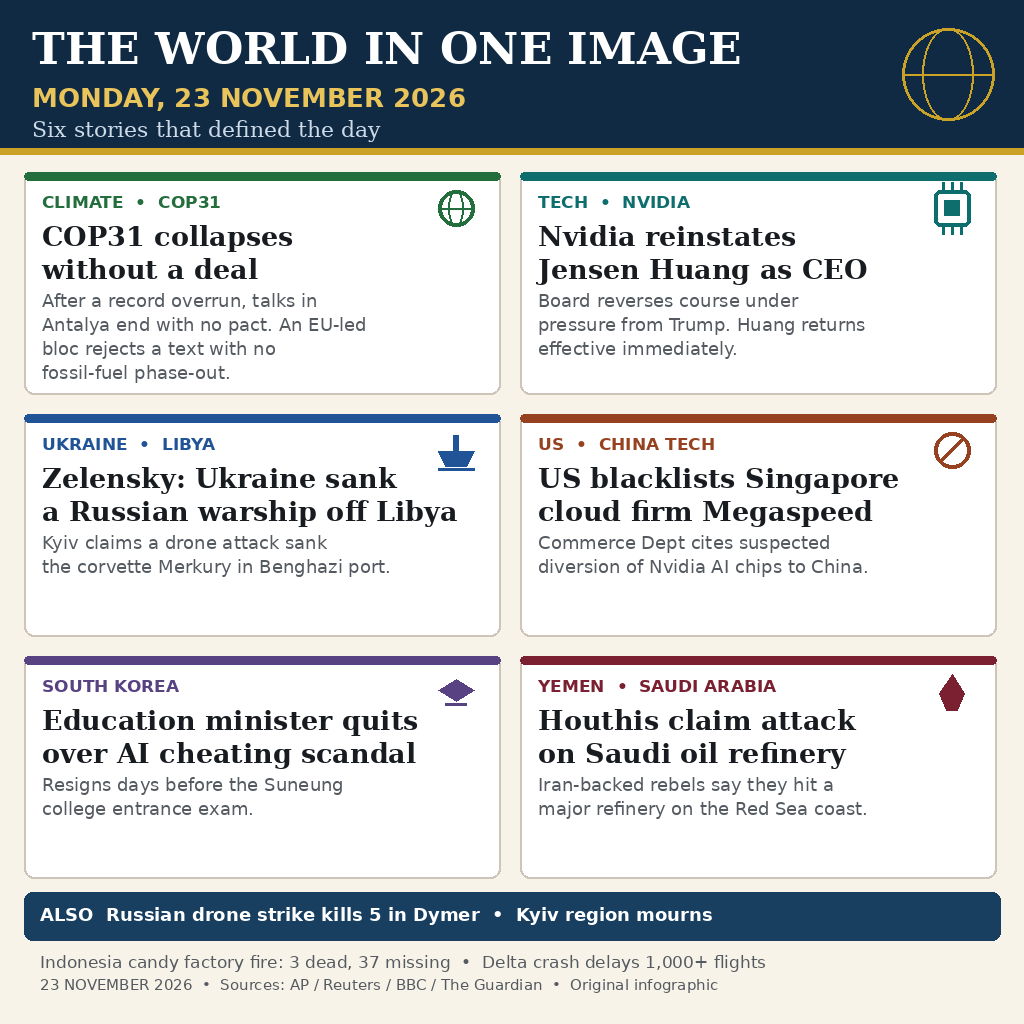 THE WORLD IN ONE IMAGE
MONDAY, 23 NOVEMBER 2026
Six stories that defined the day
CLIMATE • COP31
COP31 collapses
without a deal
After a record overrun, talks in
Antalya end with no pact. An EU-led
bloc rejects a text with no
fossil-fuel phase-out.
TECH • NVIDIA
Nvidia reinstates
Jensen Huang as CEO
Board reverses course under
pressure from Trump. Huang returns
effective immediately.
UKRAINE • LIBYA
Zelensky: Ukraine sank
a Russian warship off Libya
Kyiv claims a drone attack sank
the corvette Merkury in Benghazi port.
US • CHINA TECH
US blacklists Singapore
cloud firm Megaspeed
Commerce Dept cites suspected
diversion of Nvidia AI chips to China.
SOUTH KOREA
Education minister quits
over AI cheating scandal
Resigns days before the Suneung
college entrance exam.
YEMEN • SAUDI ARABIA
Houthis claim attack
on Saudi oil refinery
Iran-backed rebels say they hit a
major refinery on the Red Sea coast.
ALSO Russian drone strike kills 5 in Dymer • Kyiv region mourns
Indonesia candy factory fire: 3 dead, 37 missing • Delta crash delays 1,000+ flights
23 NOVEMBER 2026 • Sources: AP / Reuters / BBC / The Guardian • Original infographic